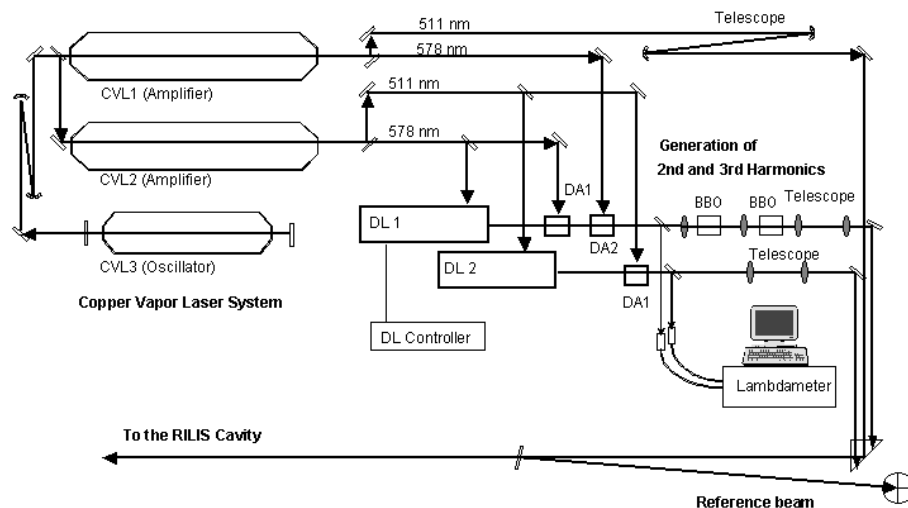 511 nm
Telescope
578 nm
CVL1 (Amplifier)
511 nm
578 nm
Generation of
2nd and 3rd Harmonics
CVL2 (Amplifier)
DA1
BBO
BBO
Telescope
DL 1
DA2
CVL3 (Oscillator)
DL 2
Telescope
DA1
Copper Vapor Laser System
DL Controller
Lambdameter
To the RILIS Cavity
Reference beam